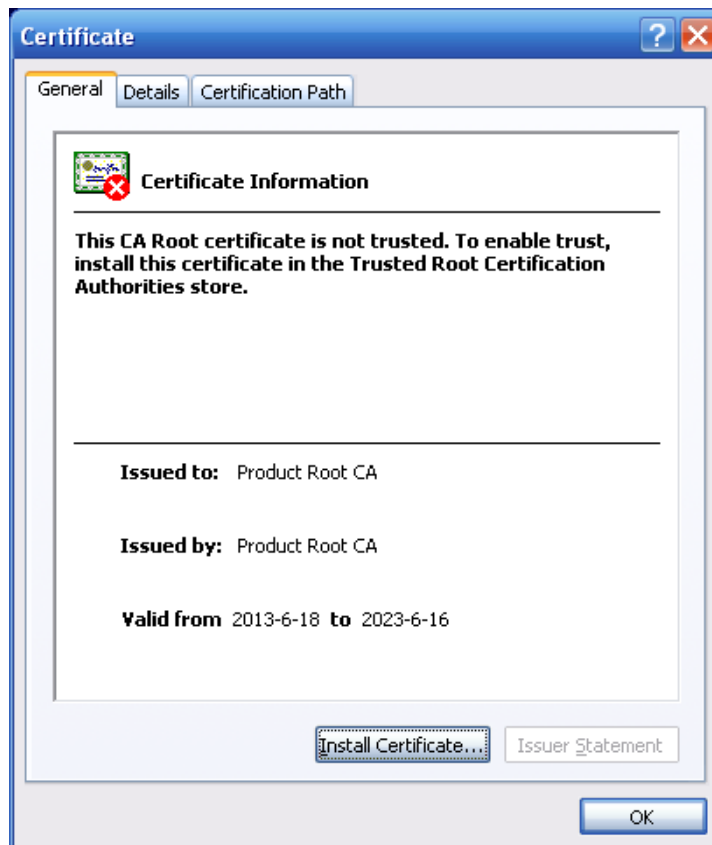 Certificate
General Details Certification Path
Certificate Information
This CA Root certificate is not trusted. To enable trust,
install this certificate in the Trusted Root Certification
Authorities store.
Issued to: Product Root CA
Issued by: Product Root CA
Valid from 2013-6-18 to 2023-6-16
Install Certificate... Issuer Statement
OK